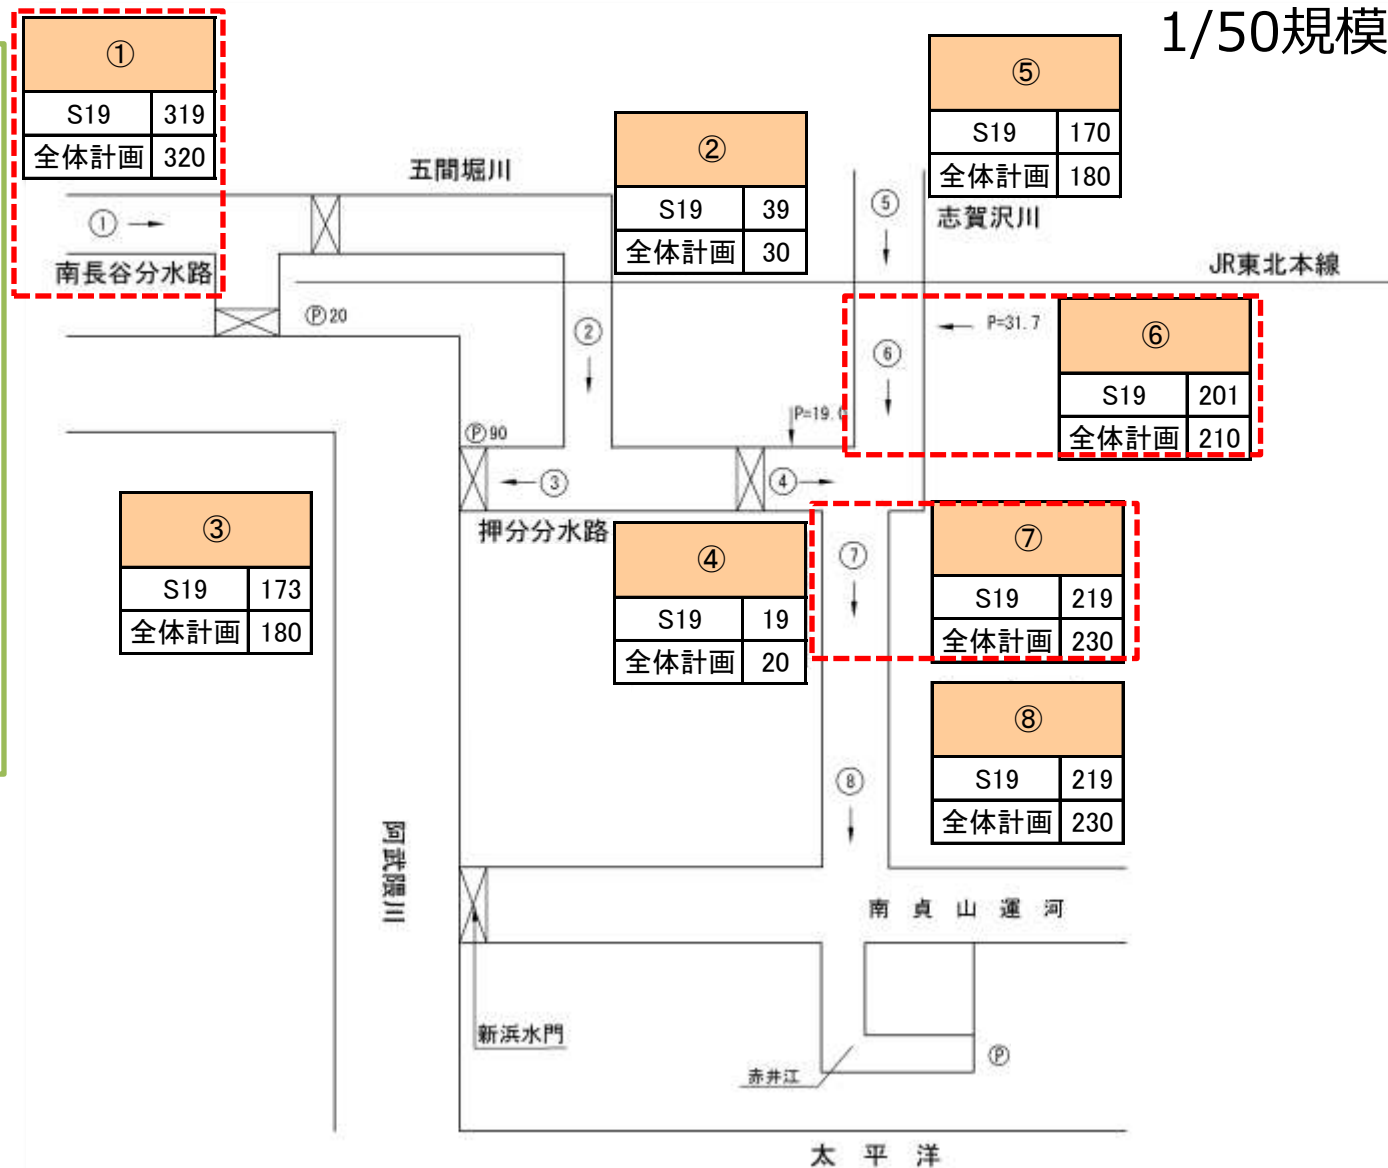 1/50規模
①
S19 319
全体計画 320
⑤
S19 170
全体計画 180
②
S19 39
全体計画 30
五間堀川
①
⑤
志賀沢川
南長谷分水路
JR東北本線
Ⓟ20
②
P=31.7
⑥
⑥
S19 201
全体計画 210
P=19.0
Ⓟ90
③
④
押分分水路
③
S19 173
全体計画 180
④
S19 19
全体計画 20
⑦
⑦
S19 219
全体計画 230
⑧
S19 219
全体計画 230
⑧
阿武隈川
南貞山運河
新浜水門
赤井江
Ⓟ
太平洋